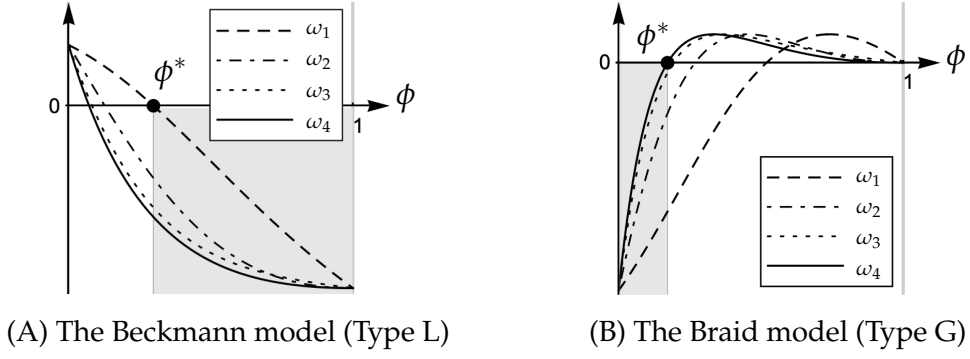 ω₁
ω₂
ω₃
ω₄
ϕ*
0
ϕ
1
(A) The Beckmann model (Type L)
ϕ*
0
ϕ
1
ω₁
ω₂
ω₃
ω₄
(B) The Braid model (Type G)